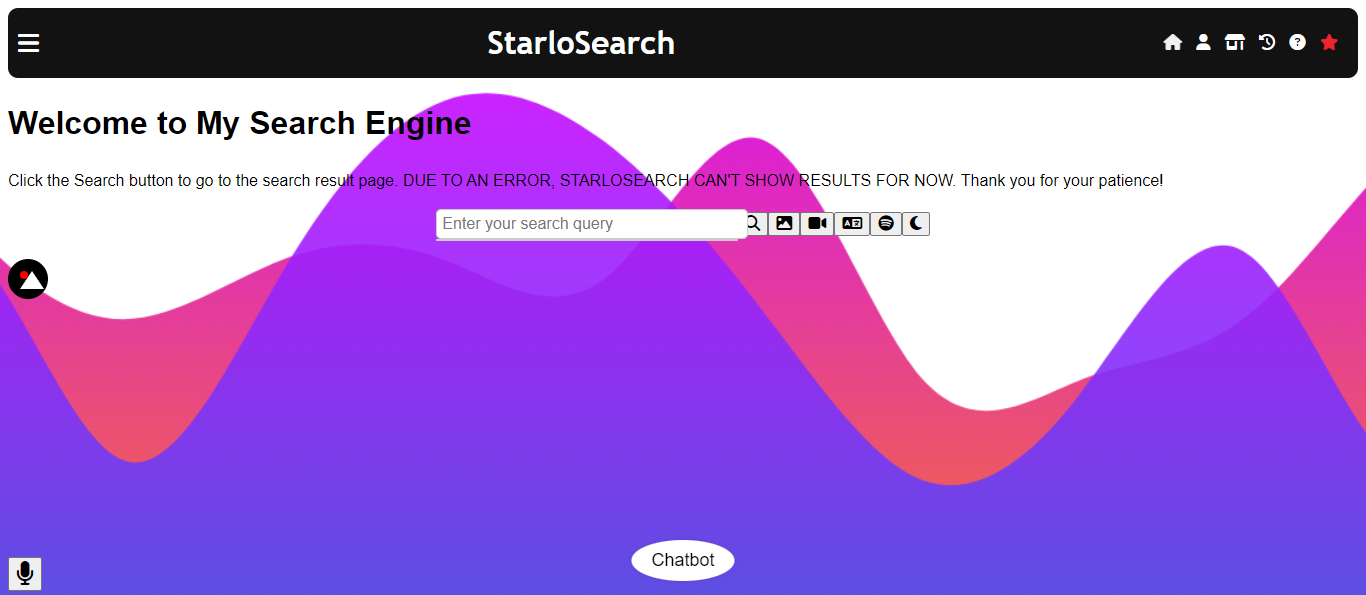 StarloSearch
Welcome to My Search Engine
Click the Search button to go to the search result page. DUE TO AN ERROR, STARLOSEARCH CAN'T SHOW RESULTS FOR NOW. Thank you for your patience!
Enter your search query
Chatbot